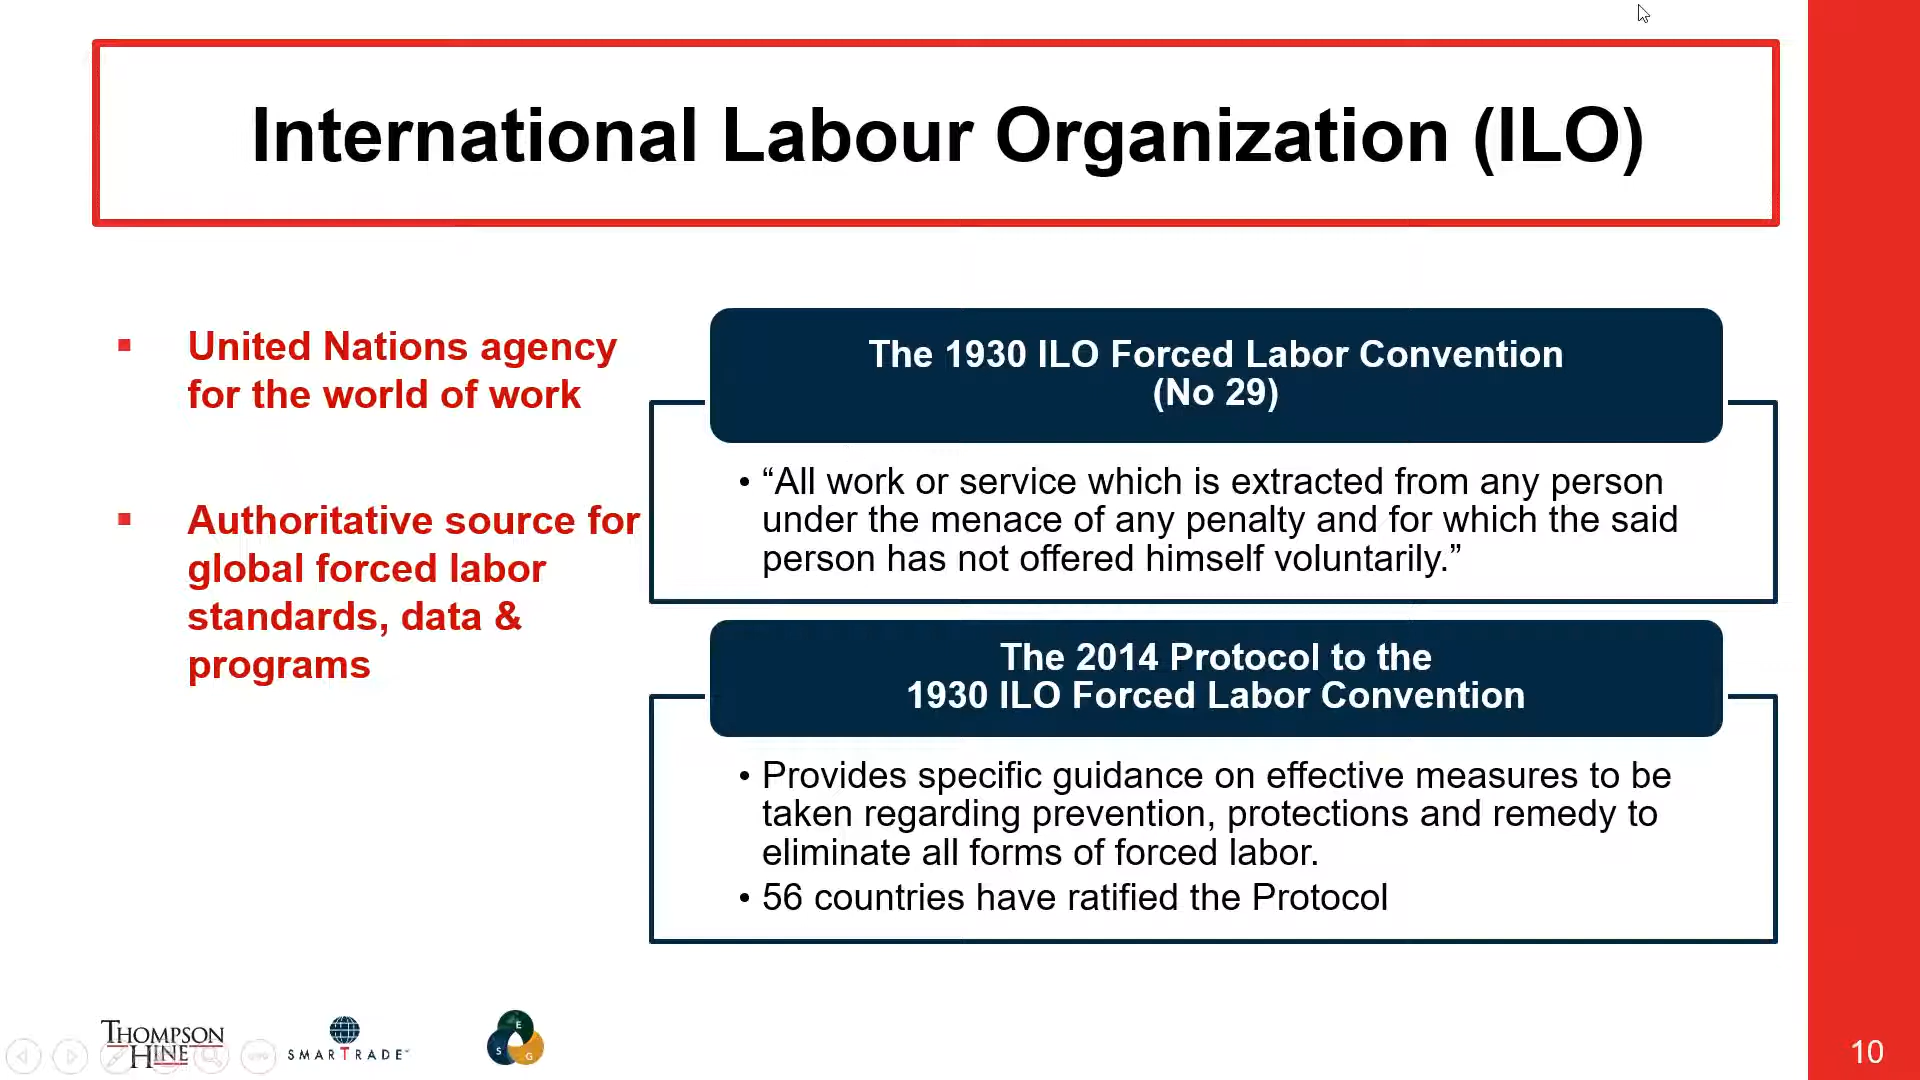 International Labour Organization (ILO)
▪ United Nations agency
for the world of work
▪ Authoritative source for
global forced labor
standards, data &
programs
The 1930 ILO Forced Labor Convention
(No 29)
• “All work or service which is extracted from any person
under the menace of any penalty and for which the said
person has not offered himself voluntarily.”
The 2014 Protocol to the
1930 ILO Forced Labor Convention
• Provides specific guidance on effective measures to be
taken regarding prevention, protections and remedy to
eliminate all forms of forced labor.
• 56 countries have ratified the Protocol
THOMPSON
HINE
SMARTRADE
E
S
G
10